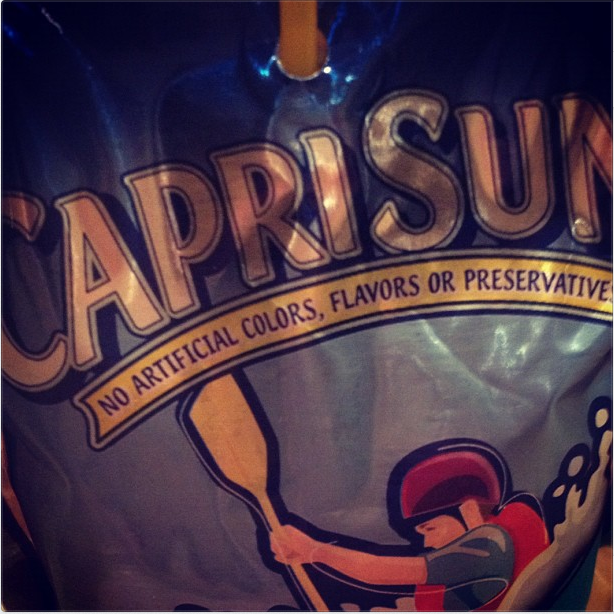 CAPRISUN
NO ARTIFICIAL COLORS, FLAVORS OR PRESERVATIVES